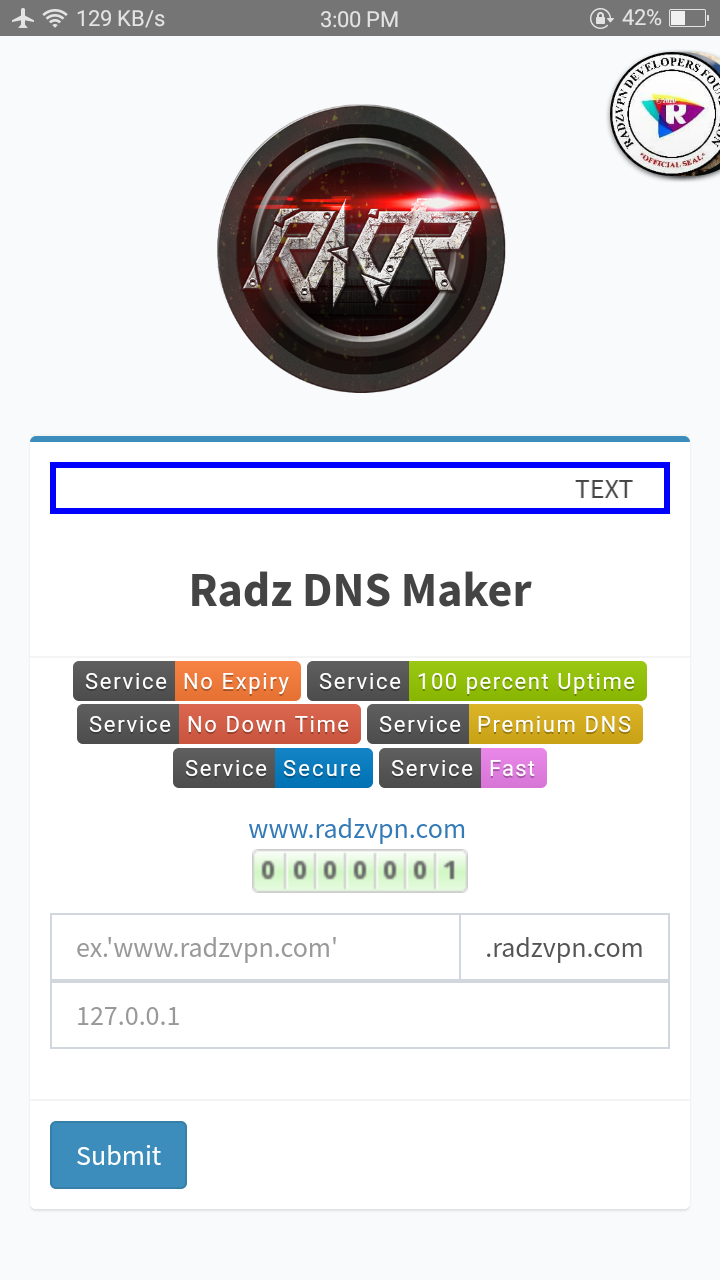 129 KB/s 3:00 PM 42%
RADZVPN DEVELOPERS FOUN
R
*OFFICIAL SEAL*
TEXT
Radz DNS Maker
Service No Expiry Service 100 percent Uptime
Service No Down Time Service Premium DNS
Service Secure Service Fast
www.radzvpn.com
0000001
ex.'www.radzvpn.com' .radzvpn.com
127.0.0.1
Submit